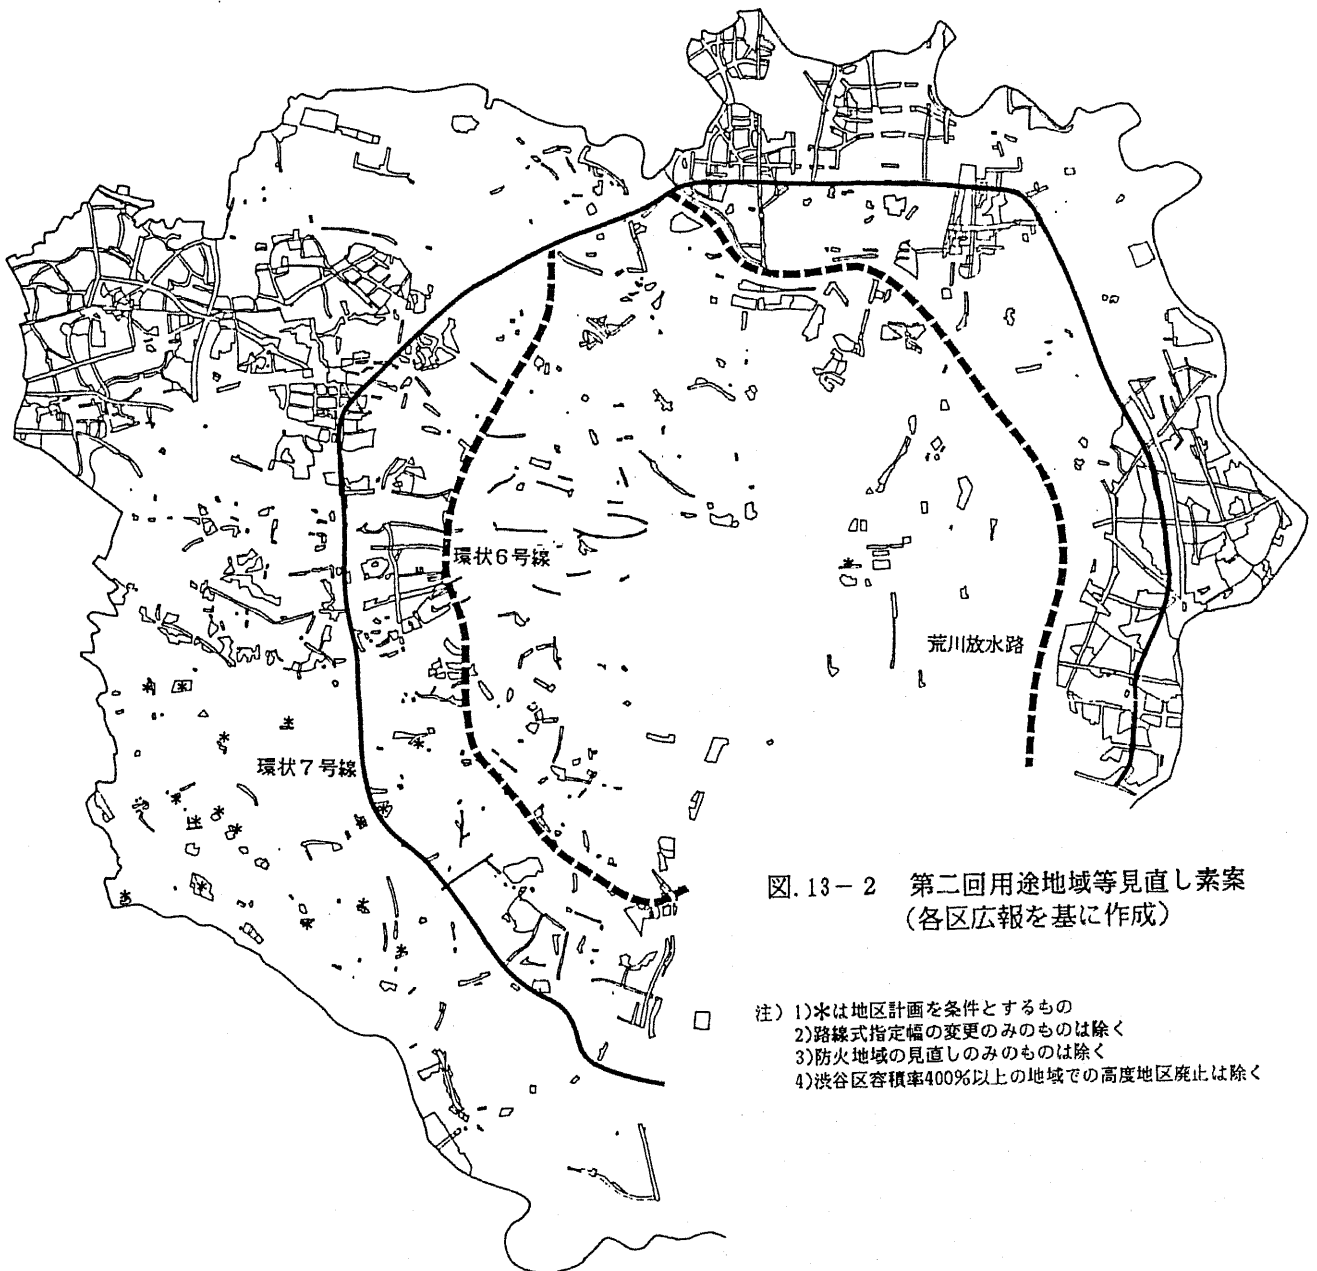 環状6号線
荒川放水路
環状7号線
図.13-2 第二回用途地域等見直し素案
(各区広報を基に作成)
注) 1)＊は地区計画を条件とするもの
2)路線式指定幅の変更のみのものは除く
3)防火地域の見直しのみのものは除く
4)渋谷区容積率400%以上の地域での高度地区廃止は除く